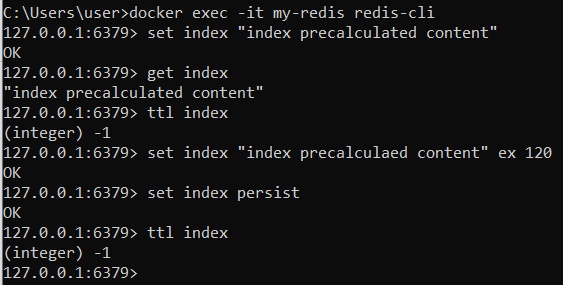 C:\Users\user>docker exec -it my-redis redis-cli
127.0.0.1:6379> set index "index precalculated content"
OK
127.0.0.1:6379> get index
"index precalculated content"
127.0.0.1:6379> ttl index
(integer) -1
127.0.0.1:6379> set index "index precalculaed content" ex 120
OK
127.0.0.1:6379> set index persist
OK
127.0.0.1:6379> ttl index
(integer) -1
127.0.0.1:6379>